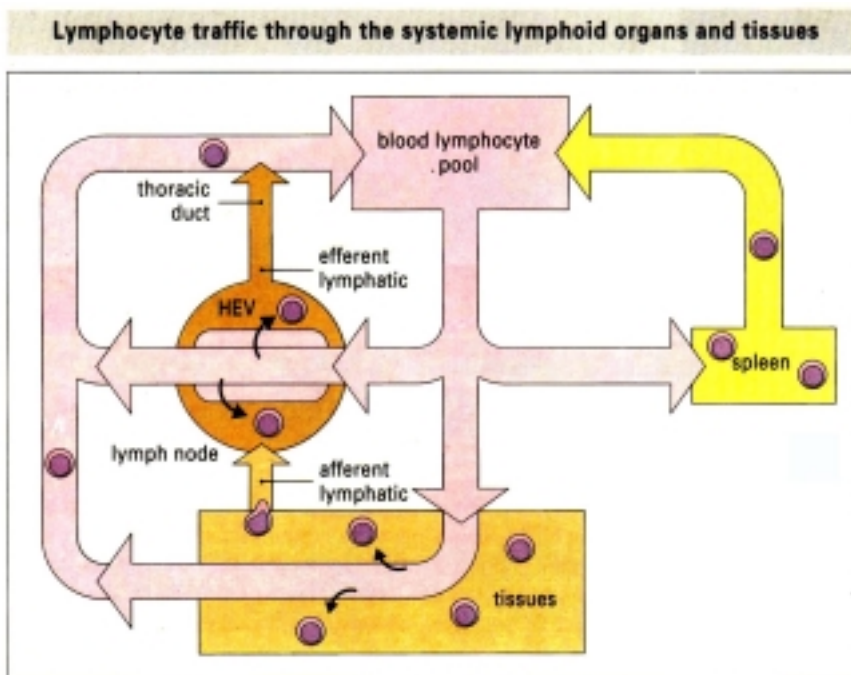 Lymphocyte traffic through the systemic lymphoid organs and tissues
blood lymphocyte
. pool
thoracic
duct
efferent
lymphatic
HEV
spleen
lymph node
afferent
lymphatic
tissues